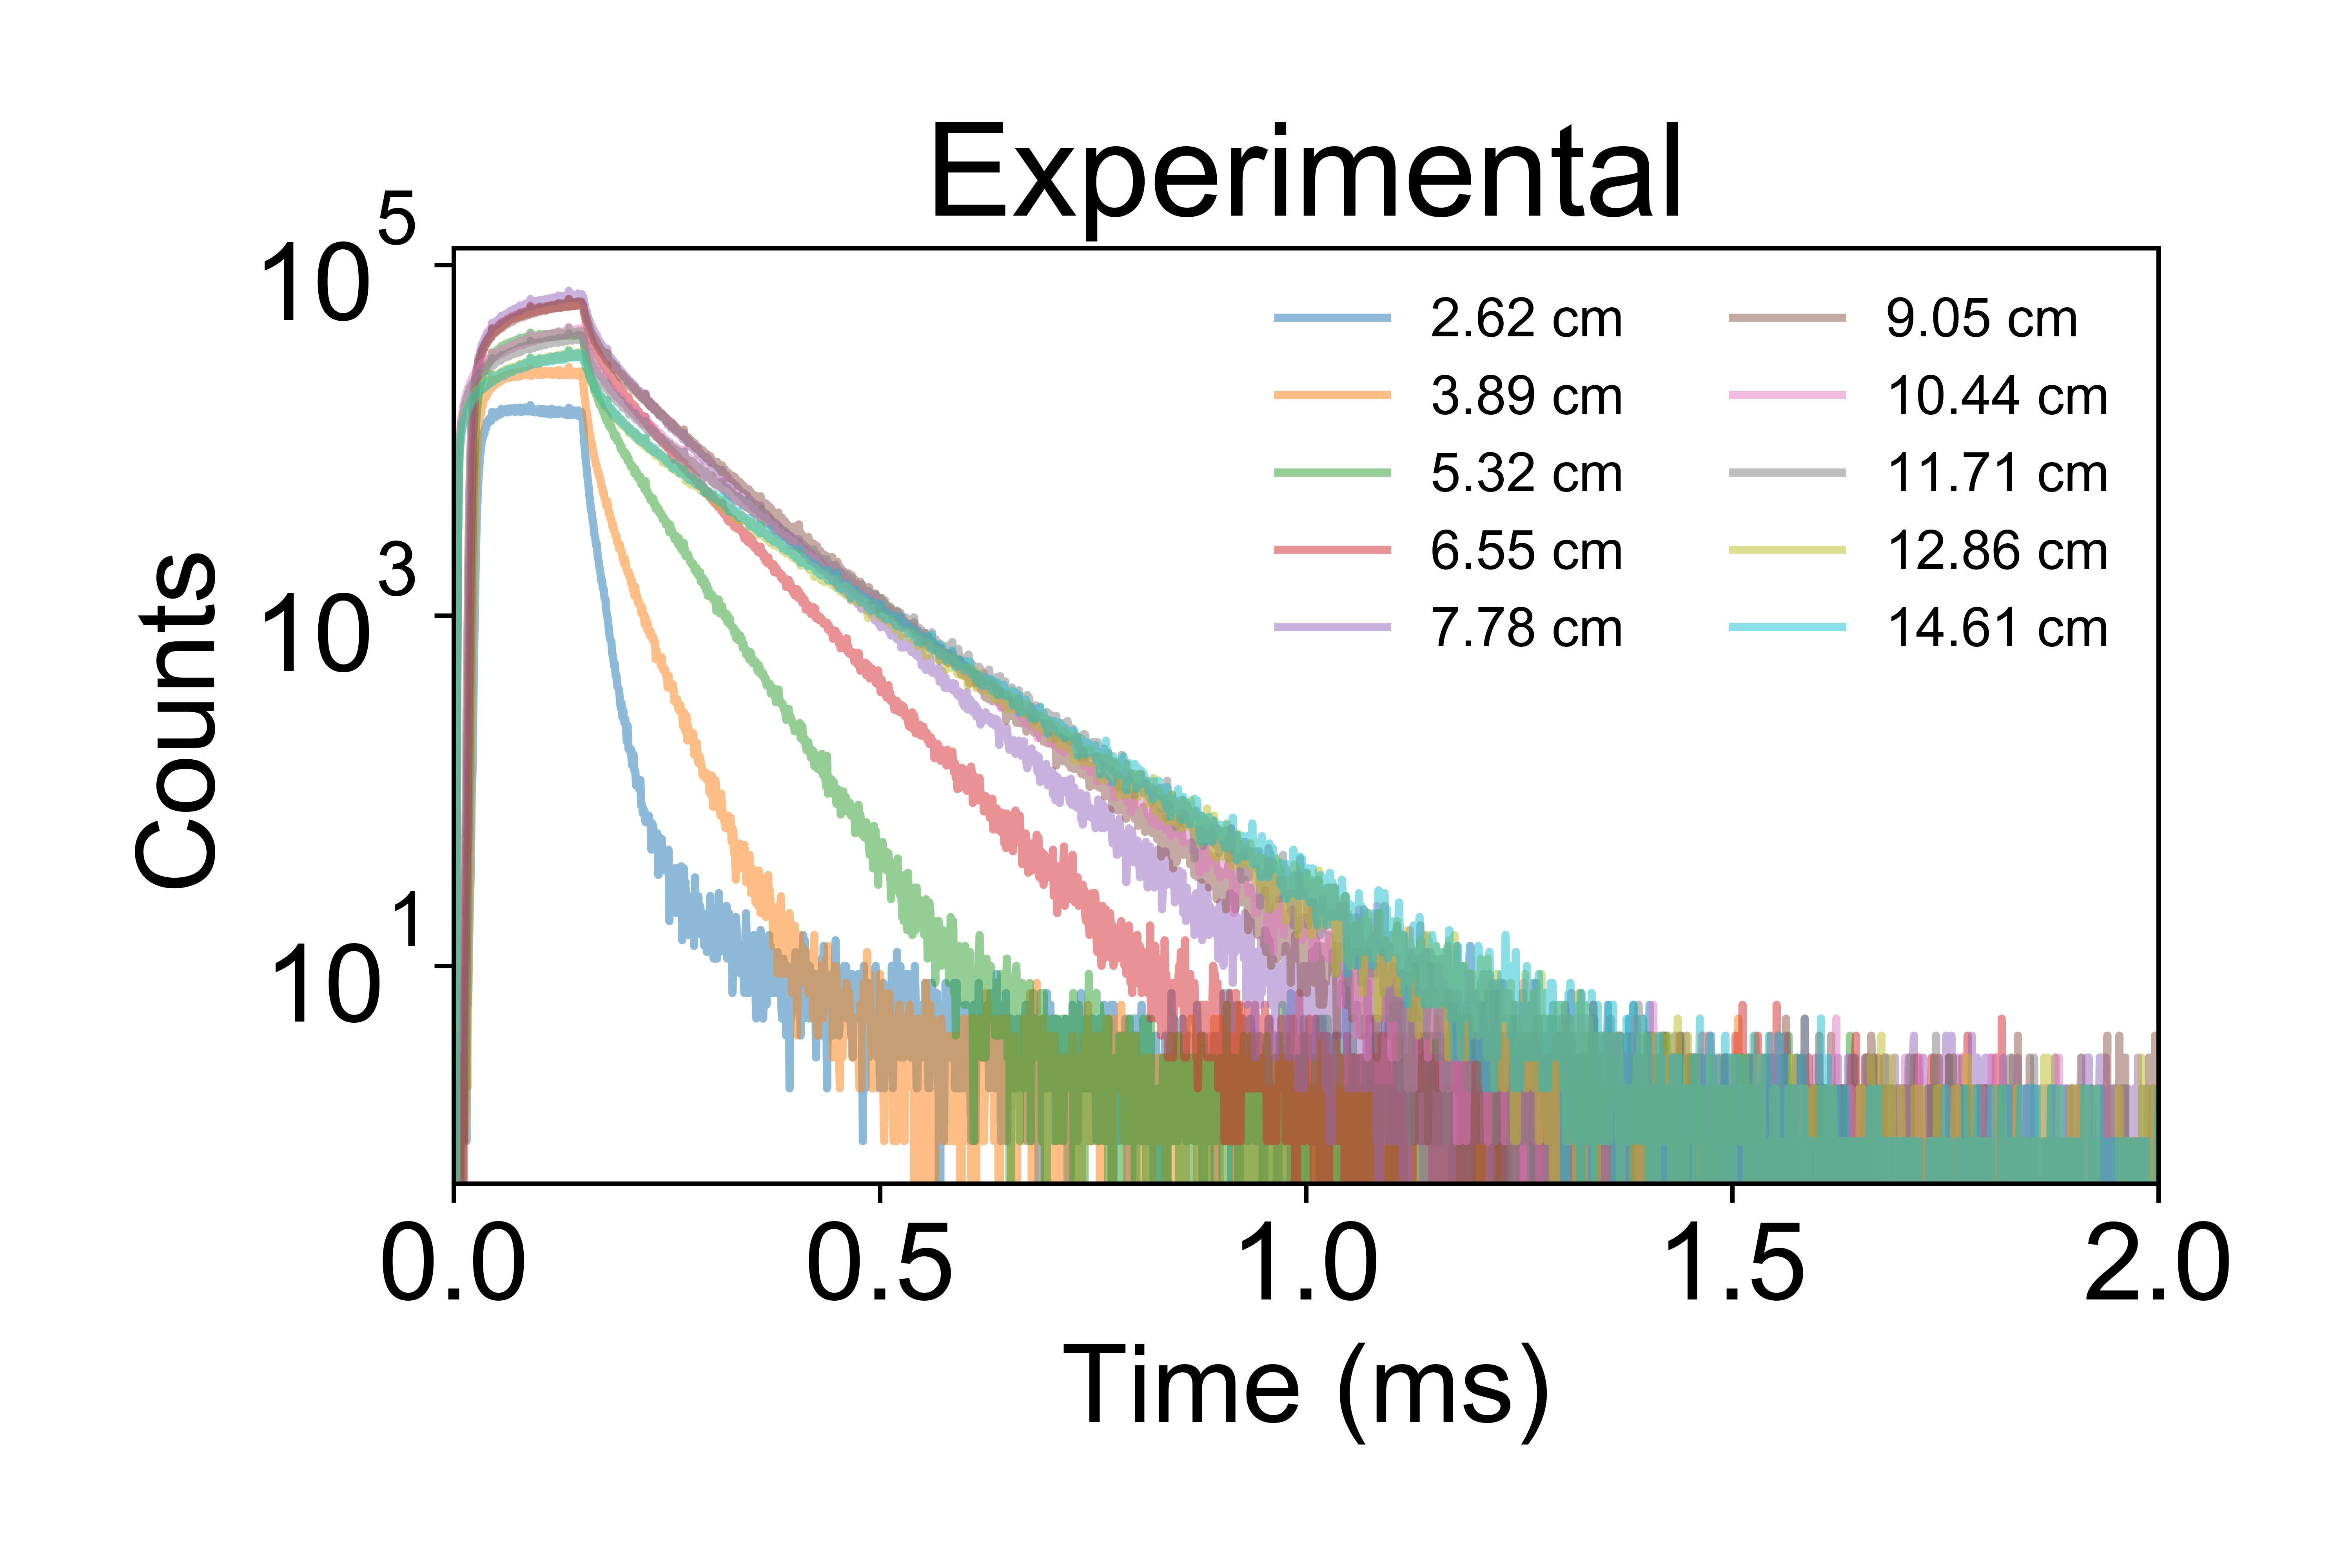 Experimental
10^5
10^3
10^1
Counts
2.62 cm
3.89 cm
5.32 cm
6.55 cm
7.78 cm
9.05 cm
10.44 cm
11.71 cm
12.86 cm
14.61 cm
0.0 0.5 1.0 1.5 2.0
Time (ms)